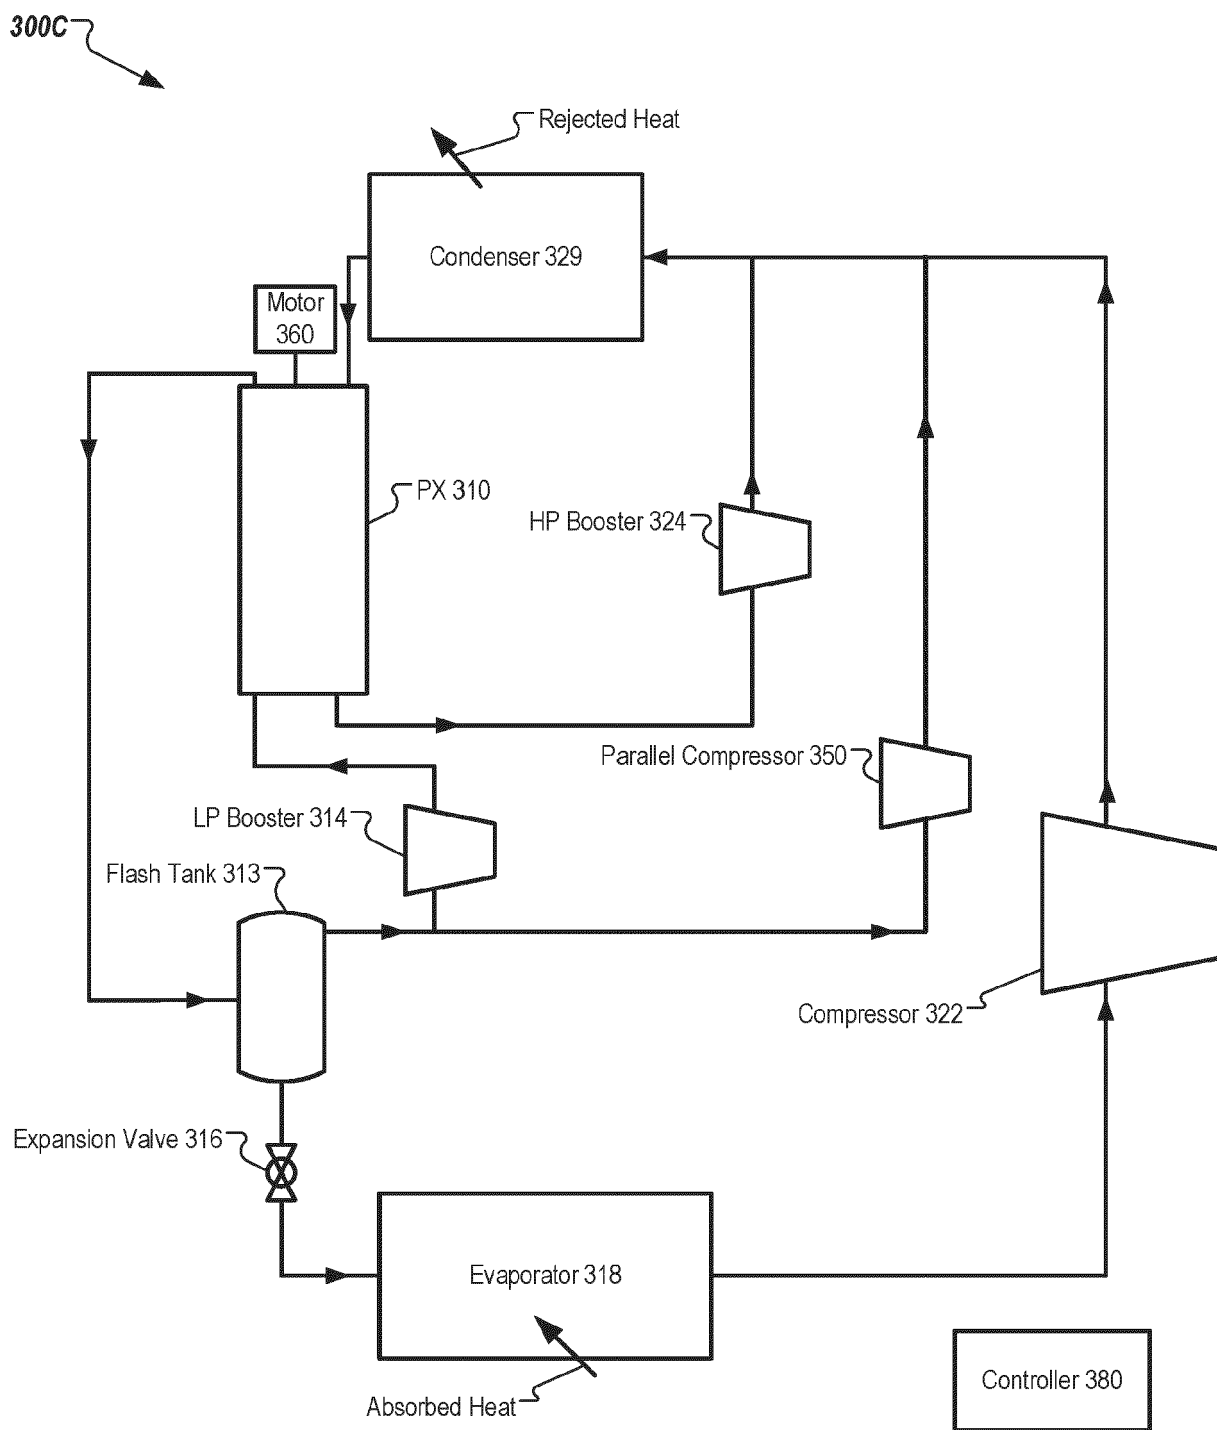 300C
Rejected Heat
Condenser 329
Motor
360
PX 310
HP Booster 324
Parallel Compressor 350
LP Booster 314
Flash Tank 313
Compressor 322
Expansion Valve 316
Evaporator 318
Controller 380
Absorbed Heat